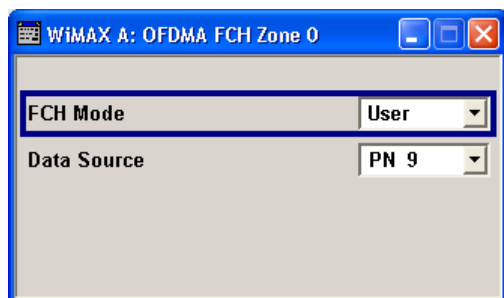 WiMAX A: OFDMA FCH Zone 0
FCH Mode User
Data Source PN 9